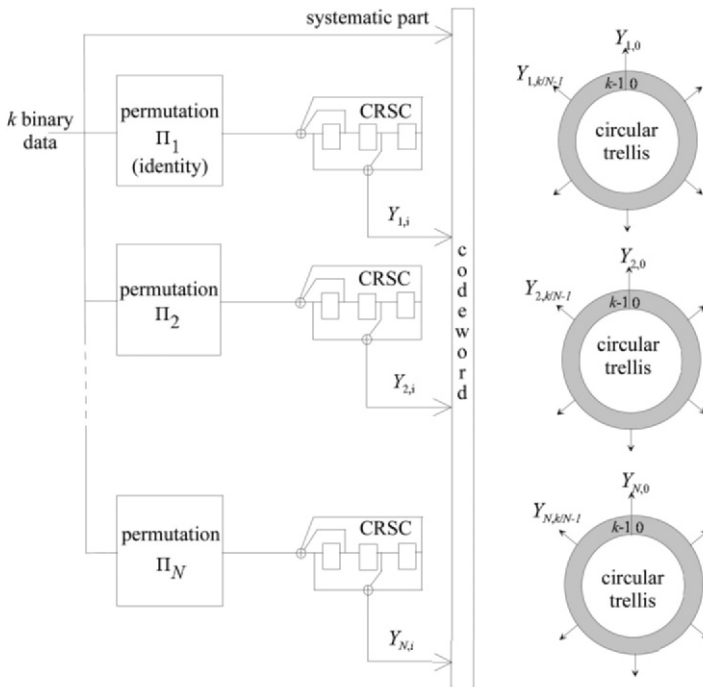 systematic part
k binary
data
permutation
Π1
(identity)
CRSC
Y1,i
permutation
Π2
CRSC
Y2,i
permutation
ΠN
CRSC
YN,i
codeword
Y1,0
Y1,k/N-1
k-1 0
circular
trellis
Y2,0
Y2,k/N-1
k-1 0
circular
trellis
YN,0
YN,k/N-1
k-1 0
circular
trellis